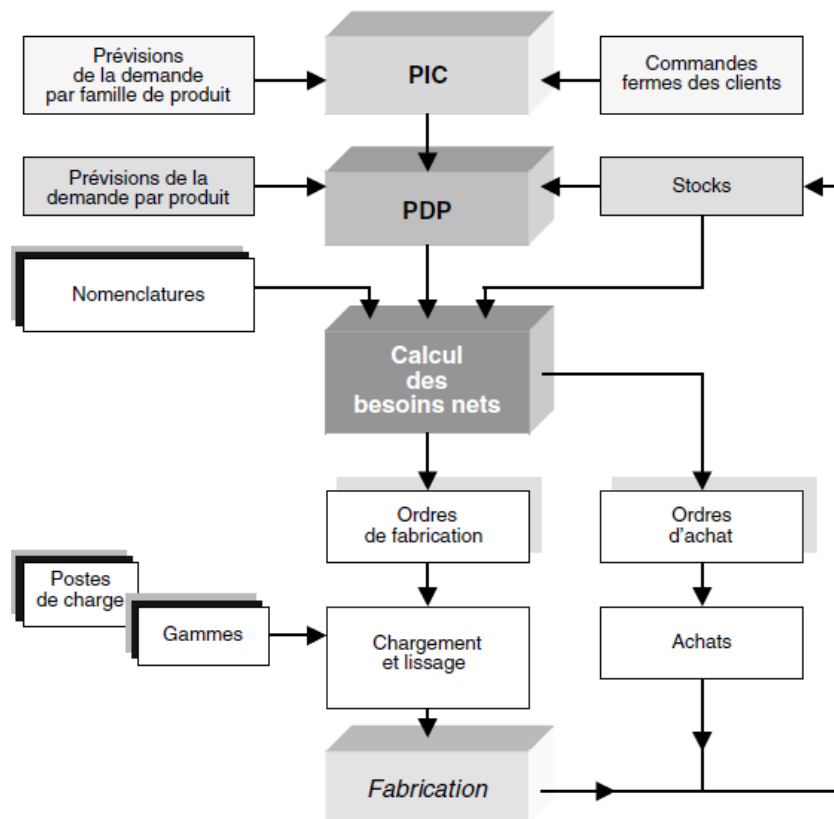 Prévisions
de la demande
par famille de produit
PIC
Commandes
fermes des clients
Prévisions de la
demande par produit
PDP
Stocks
Nomenclatures
Calcul
des
besoins nets
Ordres
de fabrication
Ordres
d'achat
Postes
de charge
Gammes
Chargement
et lissage
Achats
Fabrication